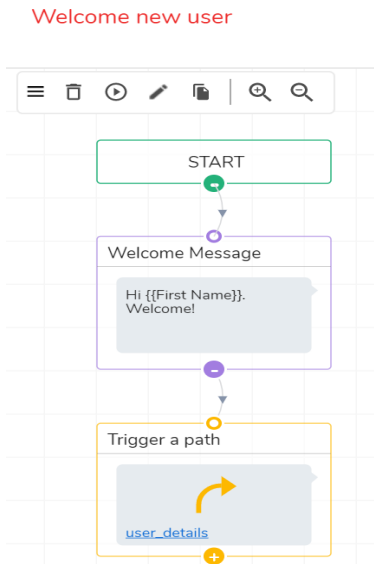 Welcome new user
START
Welcome Message
Hi {{First Name}}.
Welcome!
Trigger a path
user_details